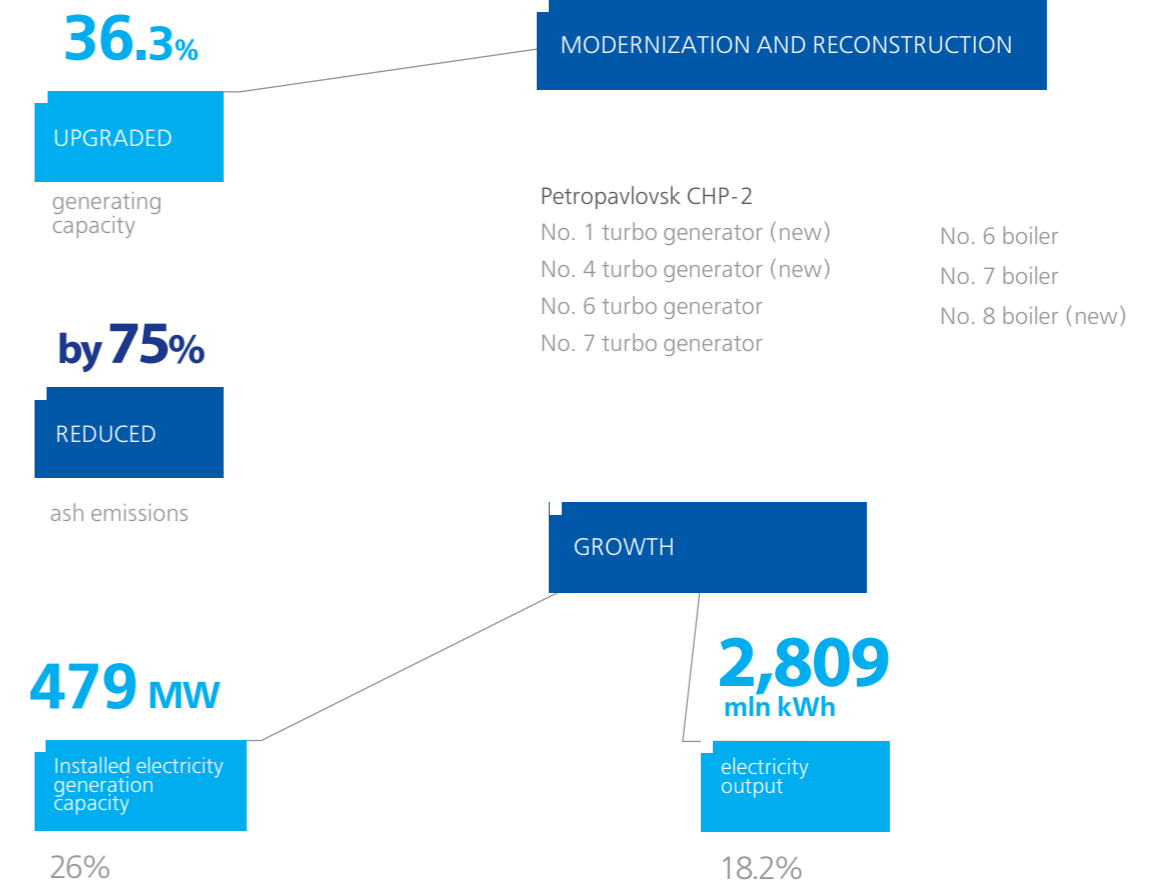 36.3%
UPGRADED
generating
capacity
MODERNIZATION AND RECONSTRUCTION
Petropavlovsk CHP-2
No. 1 turbo generator (new)
No. 4 turbo generator (new)
No. 6 turbo generator
No. 7 turbo generator
No. 6 boiler
No. 7 boiler
No. 8 boiler (new)
by 75%
REDUCED
ash emissions
GROWTH
479 MW
Installed electricity
generation
capacity
26%
2,809
mln kWh
electricity
output
18.2%